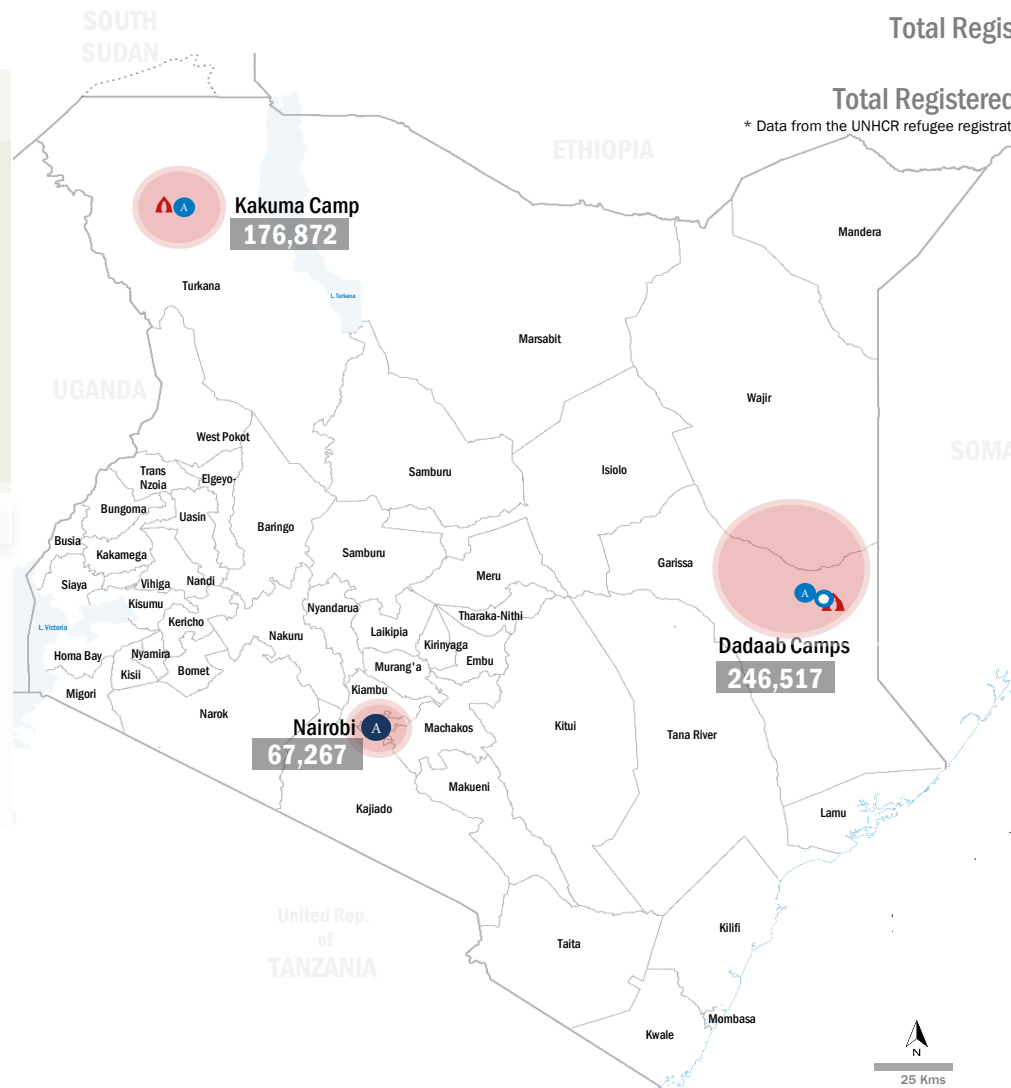 SOUTH
SUDAN
Total Regis
Total Registered
* Data from the UNHCR refugee registrat
ETHIOPIA
Kakuma Camp
176,872
Mandera
Turkana
L. Turkana
Marsabit
UGANDA
Wajir
West Pokot
SOMA
Trans
Nzoia
Elgeyo-
Samburu
Isiolo
Bungoma
Uasin
Baringo
Busia
Kakamega
Samburu
Garissa
Siaya
Vihiga
Nandi
Meru
A
Kisumu
Nyandarua
Tharaka-Nithi
L. Victoria
Kericho
Nakuru
Laikipia
Kirinyaga
Dadaab Camps
246,517
Homa Bay
Nyamira
Murang'a
Embu
Kisii
Bomet
Migori
Kiambu
Narok
Nairobi
A
67,267
Machakos
Kitui
Tana River
Makueni
Kajiado
Lamu
United Rep.
of
TANZANIA
Taita
Kilifi
Mombasa
Kwale
N
25 Kms
A